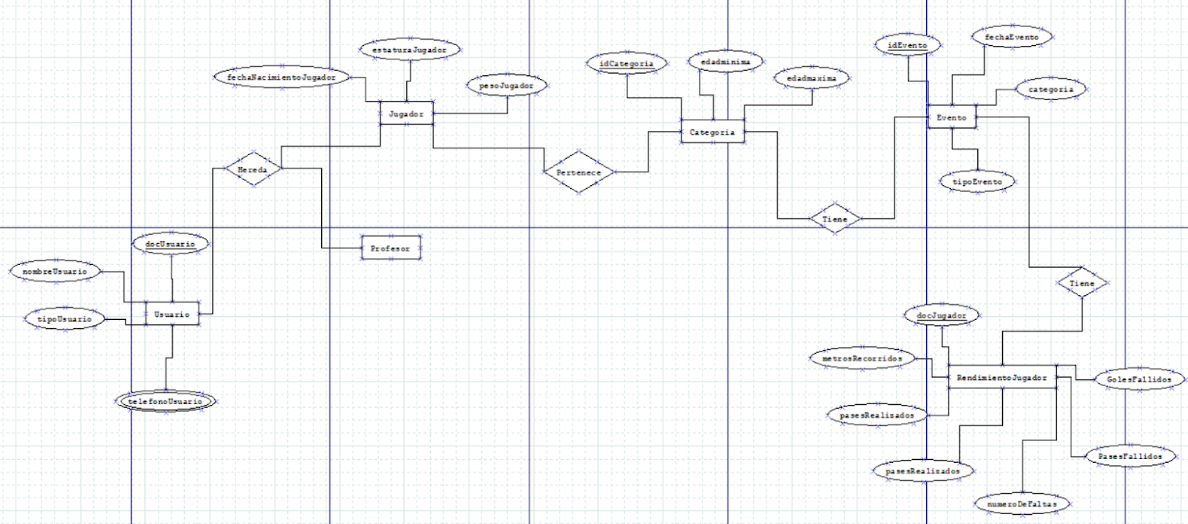 estaturaJugador
fechaNacimientoJugador
pesoJugador
Jugador
idCategoria
edadminima
edadmaxima
Categoria
idEvento
fechaEvento
categoria
Evento
tipoEvento
Hereda
Pertenece
Tiene
Profesor
docUsuario
nombreUsuario
tipoUsuario
Usuario
telefonoUsuario
Tiene
docJugador
metrosRecorridos
RendimientoJugador
GolesFallidos
pasesRealizados
pasesRealizados
PasesFallidos
numeroDeFaltas